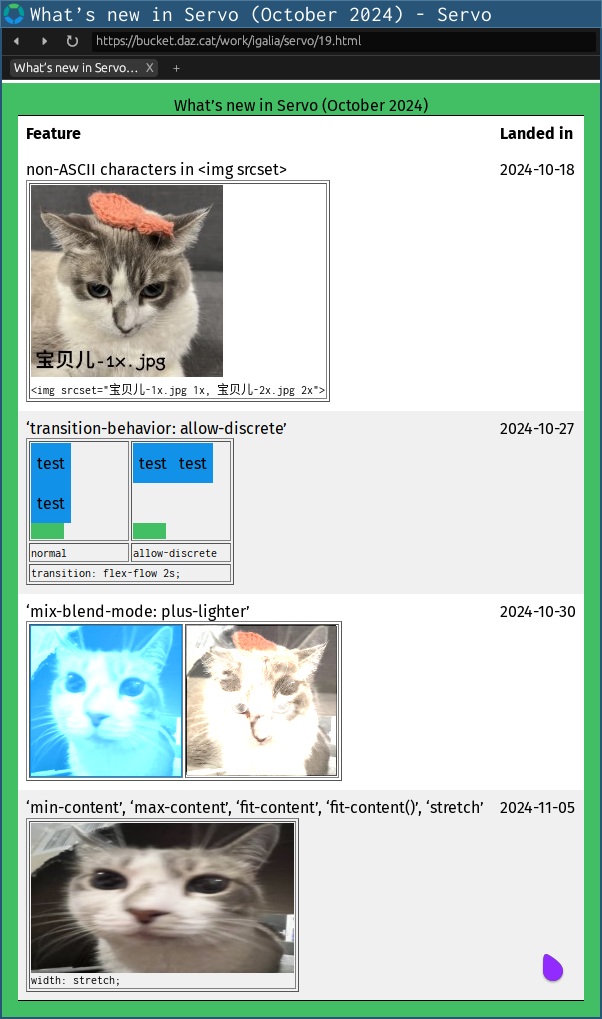 What's new in Servo (October 2024) - Servo
https://bucket.daz.cat/work/igalia/servo/19.html
What's new in Servo… X +
What's new in Servo (October 2024)
Feature Landed in
non-ASCII characters in <img srcset> 2024-10-18
宝贝儿-1x.jpg
<img srcset="宝贝儿-1x.jpg 1x, 宝贝儿-2x.jpg 2x">
‘transition-behavior: allow-discrete’ 2024-10-27
test test test
test
normal allow-discrete
transition: flex-flow 2s;
‘mix-blend-mode: plus-lighter’ 2024-10-30
‘min-content’, ‘max-content’, ‘fit-content’, ‘fit-content()’, ‘stretch’ 2024-11-05
width: stretch;